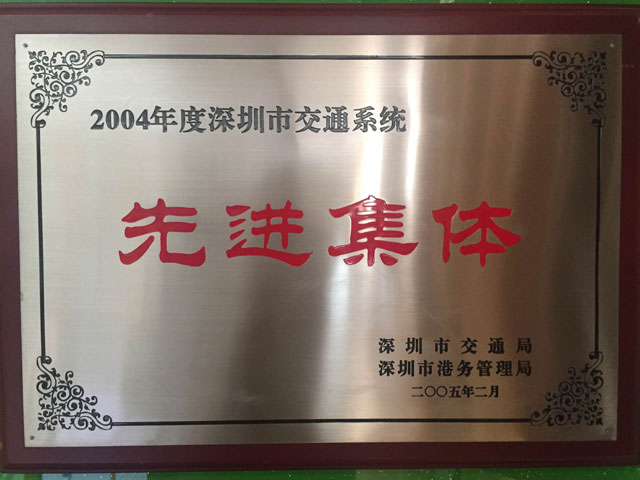 2004年度深圳市交通系统
先进集体
深圳市交通局
深圳市港务管理局
二〇〇五年二月